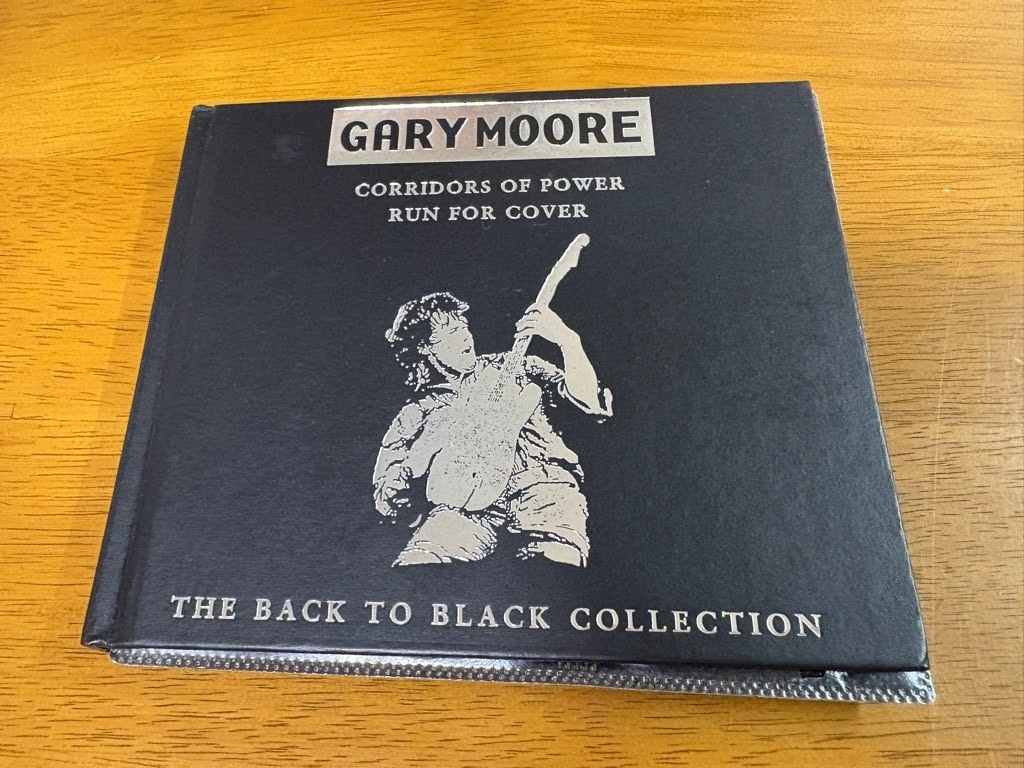 GARY MOORE
CORRIDORS OF POWER
RUN FOR COVER
THE BACK TO BLACK COLLECTION